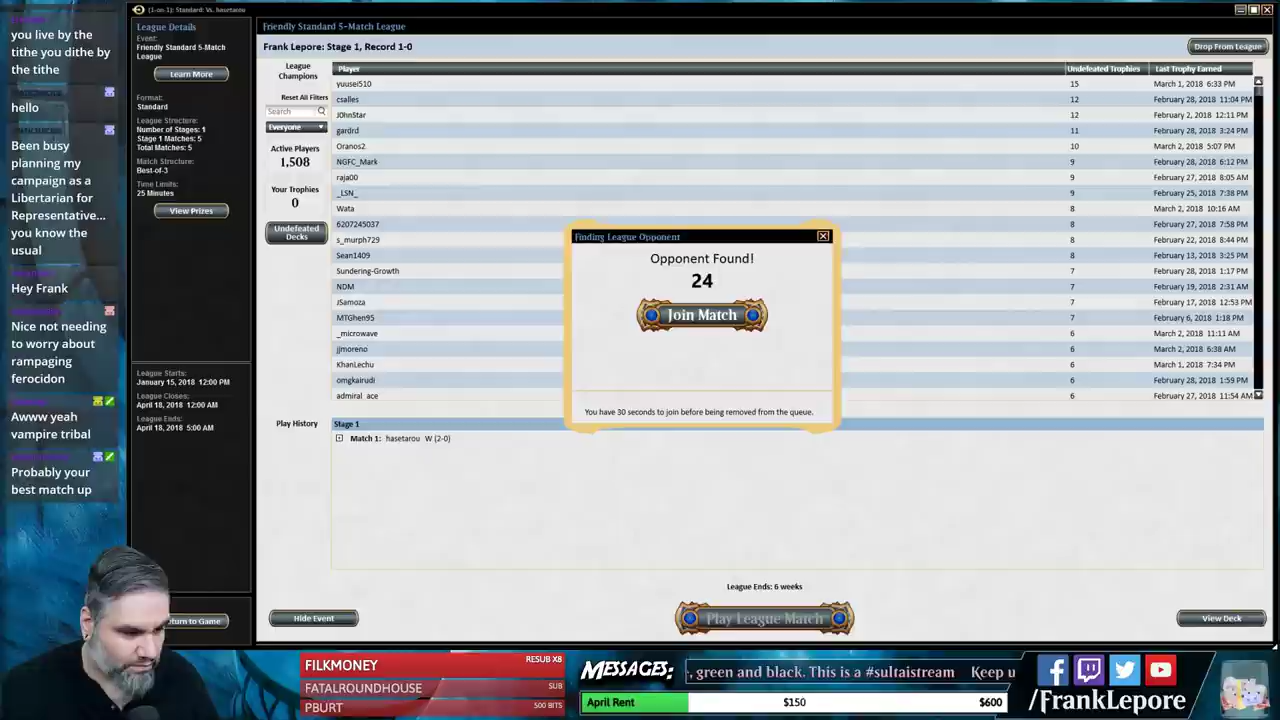 you live by the
tithe you dithe by
the tithe
hello
Been busy
planning my
campaign as a
Libertarian for
Representative...
you know the
usual
Hey Frank
Nice not needing
to worry about
rampaging
ferocidon
Awww yeah
vampire tribal
Probably your
best match up
(1-on-1): Standard: Vs. hasetarou
League Details
Event:
Friendly Standard 5-Match
League
Learn More
Format:
Standard
League Structure:
Number of Stages: 1
Stage 1 Matches: 5
Total Matches: 5
Match Structure:
Best-of-3
Time Limits:
25 Minutes
View Prizes
League Starts:
January 15, 2018 12:00 PM
League Closes:
April 18, 2018 12:00 AM
League Ends:
April 18, 2018 5:00 AM
Return to Game
Friendly Standard 5-Match League
Frank Lepore: Stage 1, Record 1-0
Drop From League
League
Champions
Reset All Filters
Search
Everyone
Active Players
1,508
Your Trophies
0
Undefeated
Decks
Player Undefeated Trophies Last Trophy Earned
yuusei510 15 March 1, 2018 6:33 PM
csalles 12 February 28, 2018 11:04 PM
J0hnStar 12 February 2, 2018 12:11 PM
gardrd 11 February 28, 2018 3:24 PM
Oranos2 10 March 2, 2018 5:07 PM
NGFC_Mark 9 February 28, 2018 6:12 PM
raja00 9 February 27, 2018 8:05 AM
_LSN_ 9 February 25, 2018 7:38 PM
Wata 8 March 2, 2018 10:16 AM
6207245037 8 February 27, 2018 7:58 PM
s_murph729 8 February 22, 2018 8:44 PM
Sean1409 8 February 13, 2018 3:25 PM
Sundering-Growth 7 February 28, 2018 1:17 PM
NDM 7 February 19, 2018 2:31 AM
JSamoza 7 February 17, 2018 12:53 PM
MTGhen95 7 February 6, 2018 1:18 PM
_microwave 6 March 2, 2018 11:11 AM
jjmoreno 6 March 2, 2018 6:38 AM
KhanLechu 6 March 1, 2018 7:34 PM
omgkairudi 6 February 28, 2018 1:59 PM
admiral ace 6 February 27, 2018 11:54 AM
Finding League Opponent
Opponent Found!
24
Join Match
You have 30 seconds to join before being removed from the queue.
Play History
Stage 1
Match 1: hasetarou W (2-0)
League Ends: 6 weeks
Hide Event
Play League Match
View Deck
FILKMONEY RESUB X8
FATALROUNDHOUSE SUB
PBURT 500 BITS
MESSAGES:
, green and black. This is a #sultaistream Keep u
April Rent $150 $600
/FrankLepore